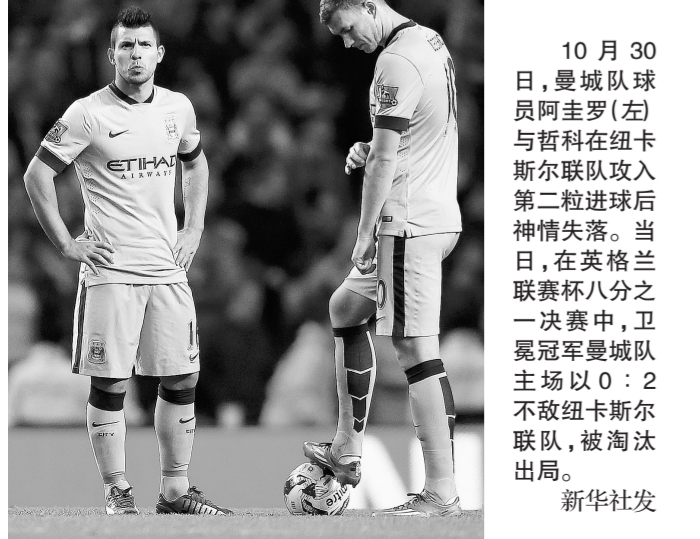 ETIHAD
AIRWAYS
CITY
10
0
mitre
10 月 30
日，曼城队球
员阿圭罗（左）
与哲科在纽卡
斯尔联队攻入
第二粒进球后
神情失落。当
日，在英格兰
联赛杯八分之
一决赛中，卫
冕冠军曼城队
主场以 0 ∶ 2
不敌纽卡斯尔
联队，被淘汰
出局。
新华社发